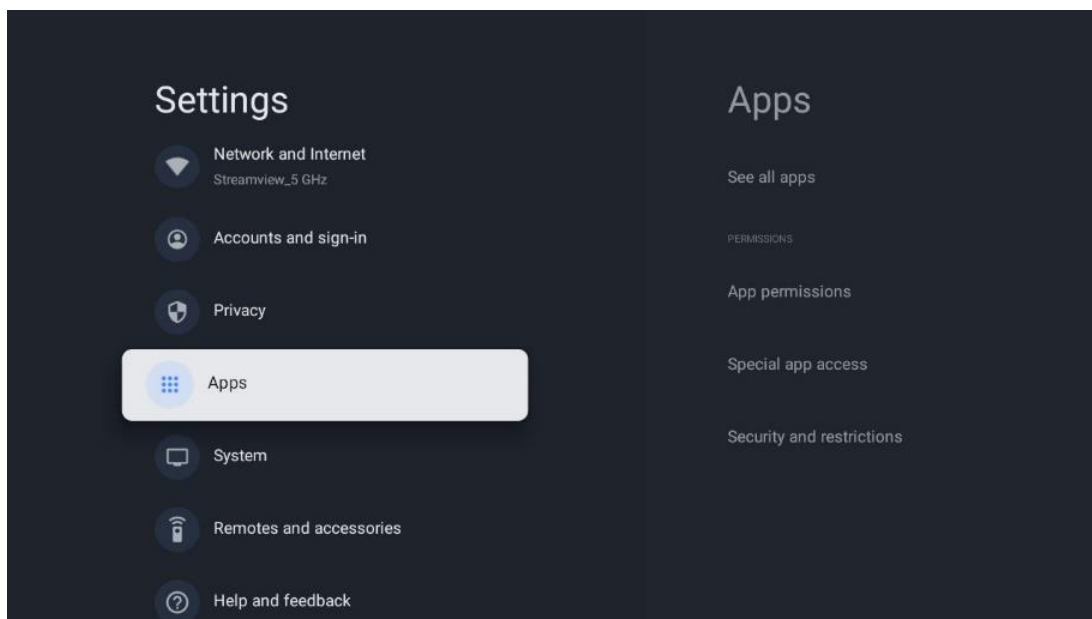 Settings
Network and Internet
Streamview_5 GHz
Accounts and sign-in
Privacy
Apps
System
Remotes and accessories
Help and feedback
Apps
See all apps
PERMISSIONS
App permissions
Special app access
Security and restrictions